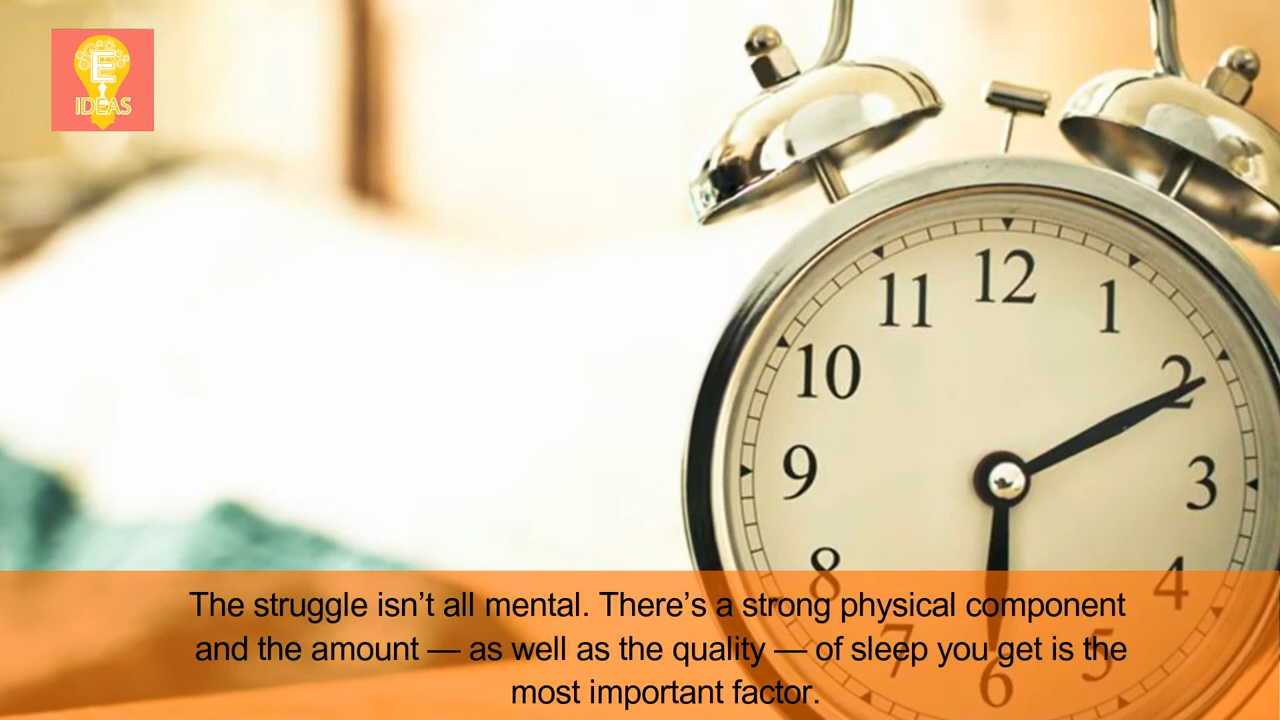 E
IDEAS
12
11
1
10
2
9
3
8
4
7
5
6
The struggle isn’t all mental. There’s a strong physical component
and the amount — as well as the quality — of sleep you get is the
most important factor.